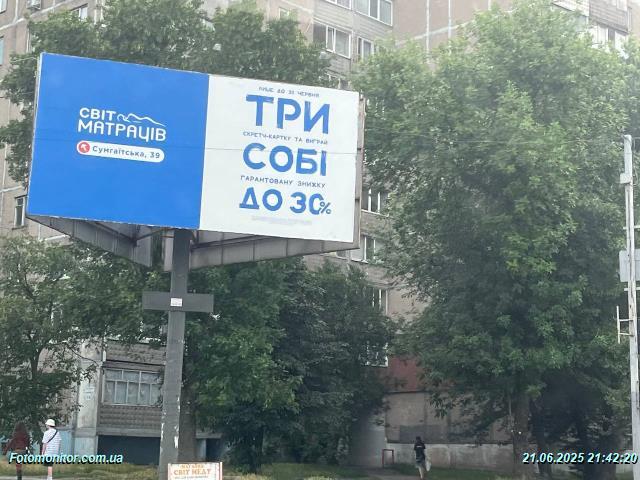 СВІТ
МАТРАЦІВ
Сумгаїтська, 39
ЛИШЕ ДО 30 ЧЕРВНЯ
ТРИ
СКРЕТЧ-КАРТКУ ТА ВИГРАЙ
СОБІ
ГАРАНТОВАНУ ЗНИЖКУ
ДО 30%
СВІТ МЕДУ
Fotomonitor.com.ua
21.06.2025 21:42:20